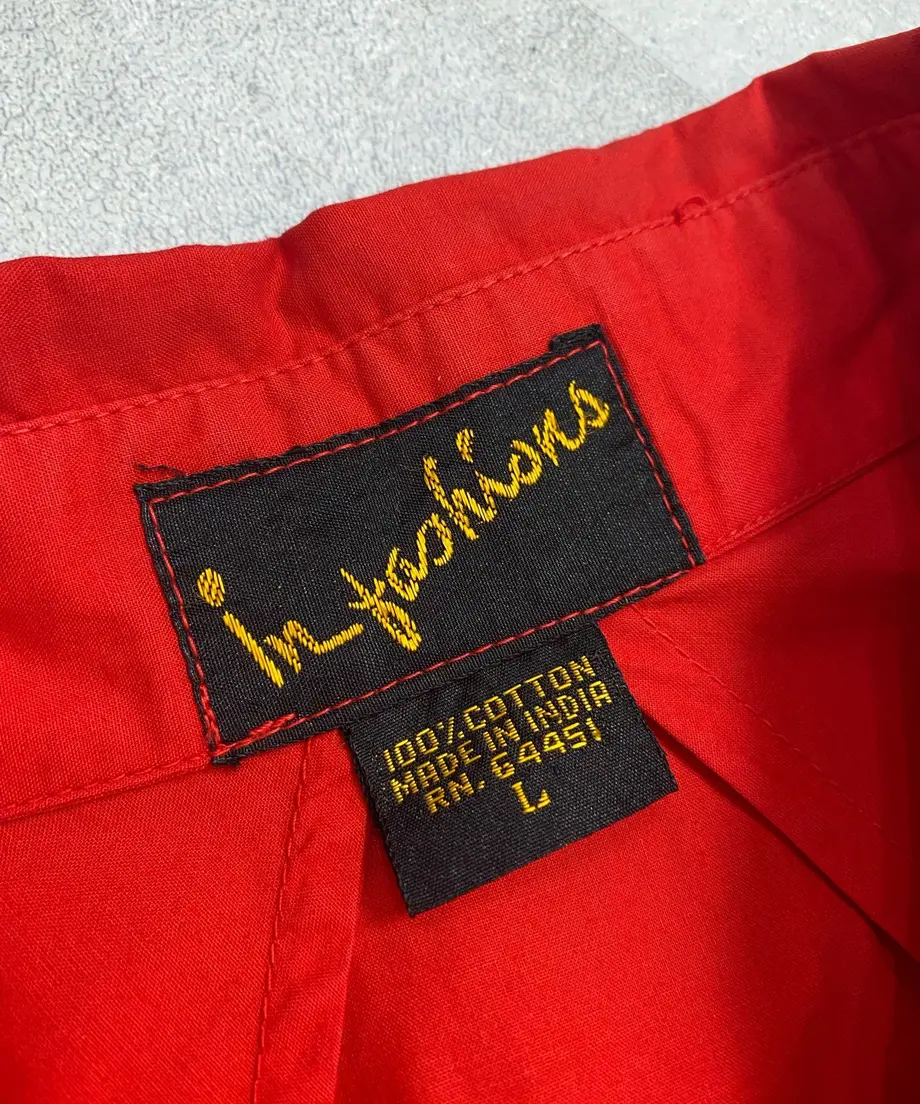 in fashions
100% COTTON
MADE IN INDIA
RN. 64451
L